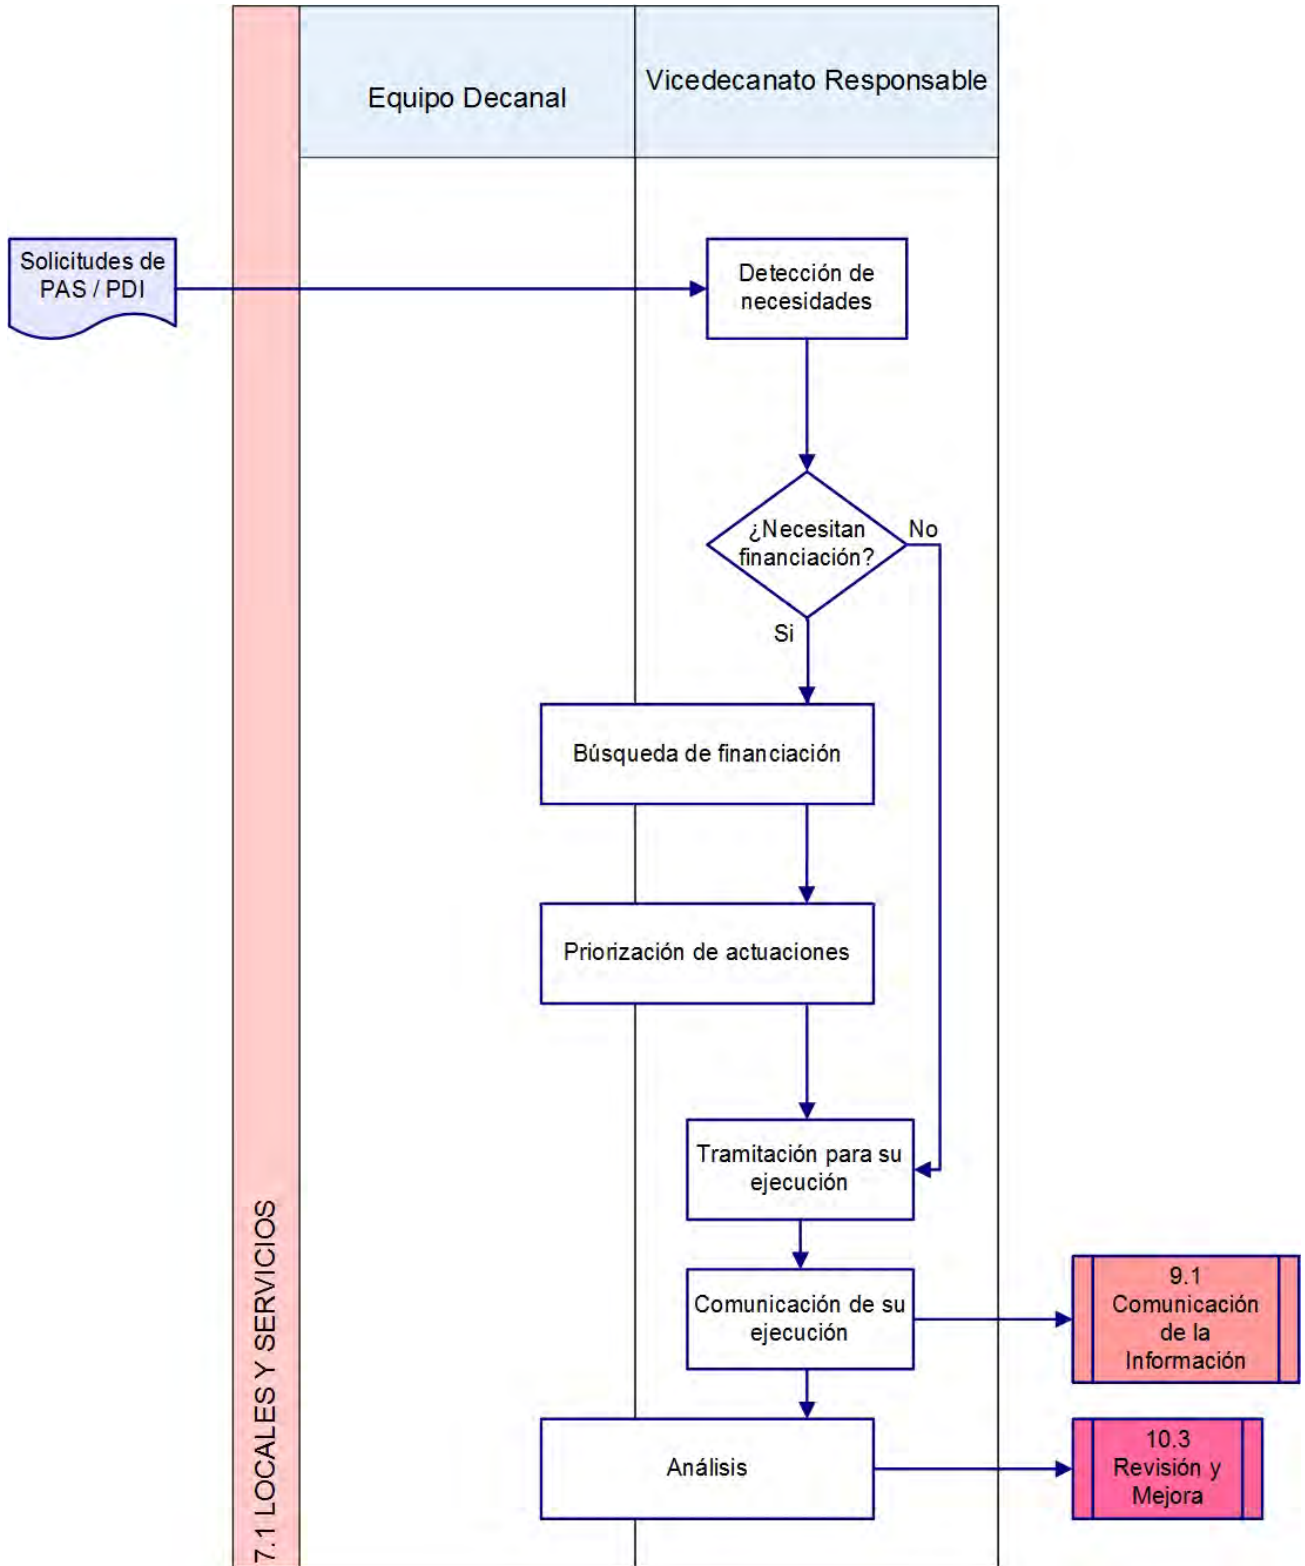 Equipo Decanal
Vicedecanato Responsable
Solicitudes de
PAS / PDI
Detección de
necesidades
¿Necesitan
financiación?
No
Si
Búsqueda de financiación
Priorización de actuaciones
Tramitación para su
ejecución
Comunicación de su
ejecución
9.1
Comunicación
de la
Información
Análisis
10.3
Revisión y
Mejora
7.1 LOCALES Y SERVICIOS